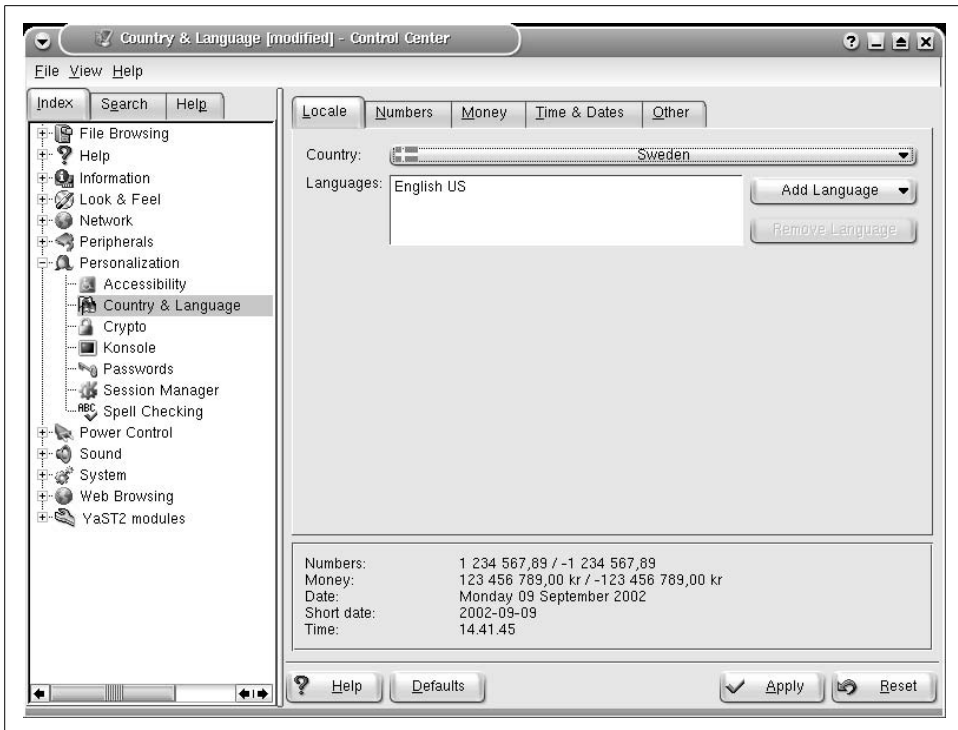 Country & Language [modified] - Control Center
File View Help
Index Search Help
File Browsing
Help
Information
Look & Feel
Network
Peripherals
Personalization
Accessibility
Country & Language
Crypto
Konsole
Passwords
Session Manager
ABC Spell Checking
Power Control
Sound
System
Web Browsing
YaST2 modules
Locale Numbers Money Time & Dates Other
Country: Sweden
Languages: English US
Add Language
Remove Language
Numbers: 1 234 567,89 / -1 234 567,89
Money: 123 456 789,00 kr / -123 456 789,00 kr
Date: Monday 09 September 2002
Short date: 2002-09-09
Time: 14.41.45
? Help Defaults Apply Reset